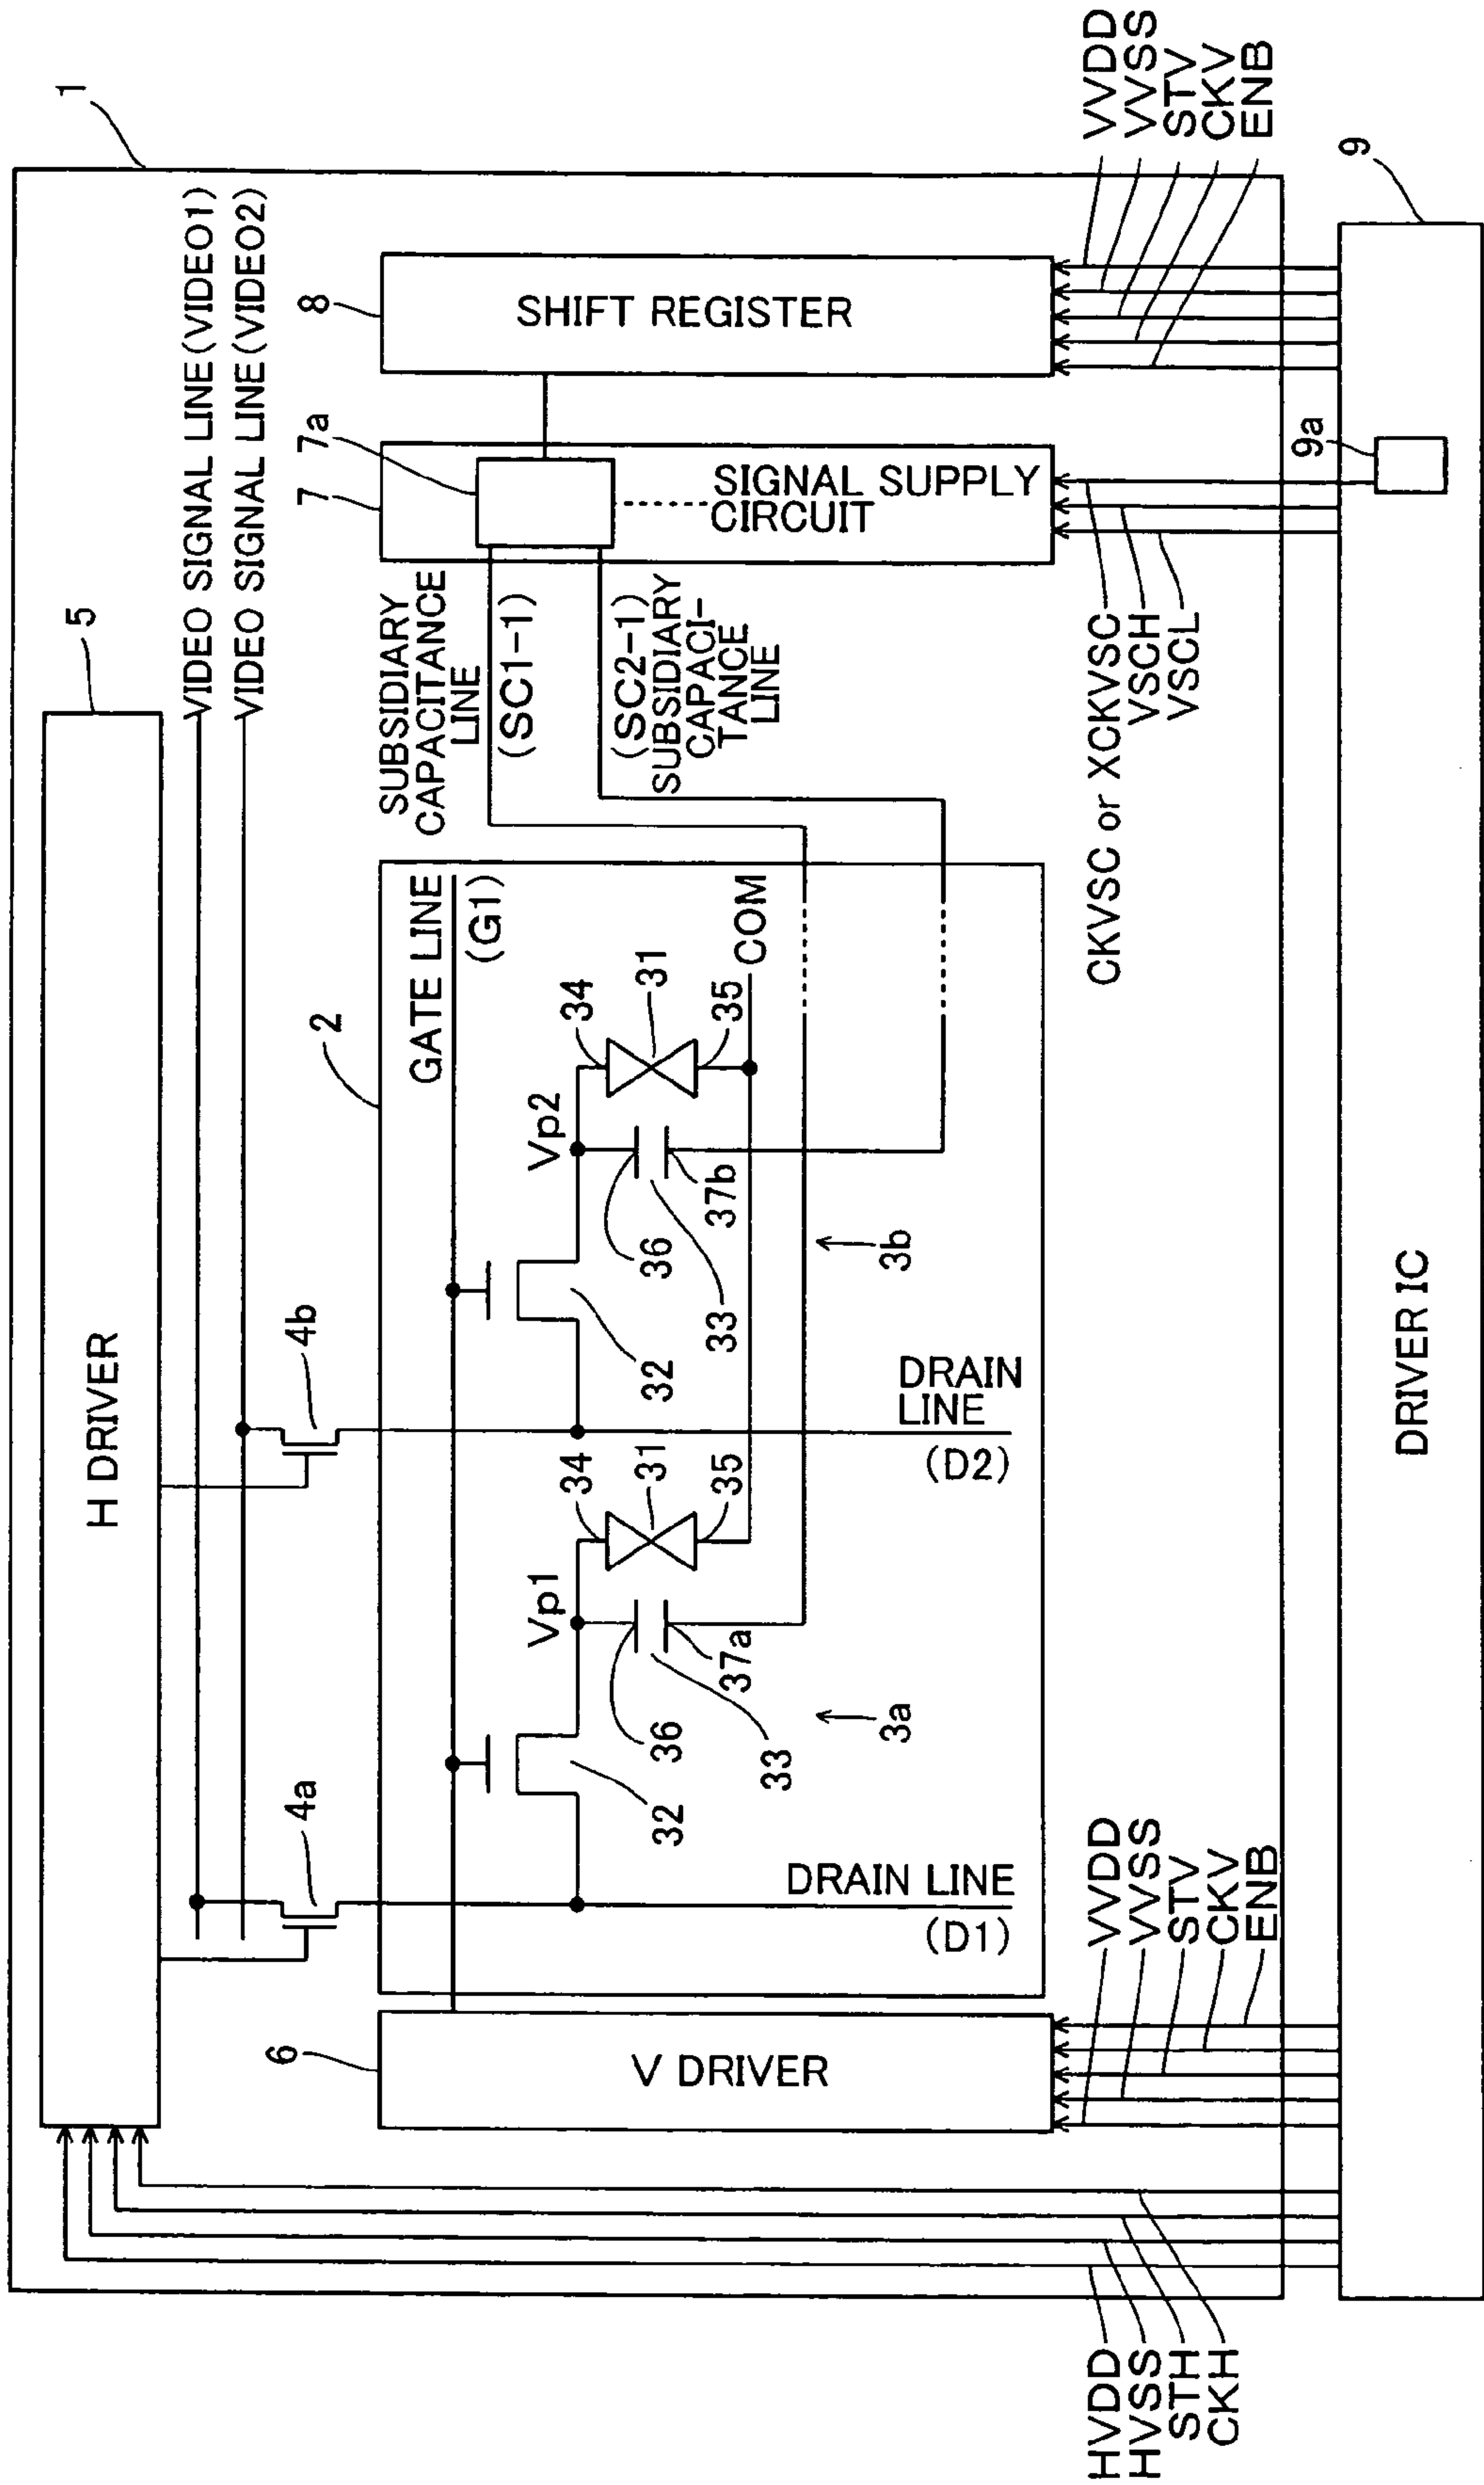 1
5
H DRIVER
VIDEO SIGNAL LINE(VIDEO1)
VIDEO SIGNAL LINE(VIDEO2)
4a
4b
8
SHIFT REGISTER
7
7a
SIGNAL SUPPLY
CIRCUIT
SUBSIDIARY
CAPACITANCE
LINE
(SC1-1)
(SC2-1)
SUBSIDIARY
CAPACI-
TANCE
LINE
2
GATE LINE
(G1)
6
V DRIVER
Vp1
34
31
35
36
33
37a
32
3a
DRAIN LINE
(D1)
Vp2
34
31
35
COM
36
33
37b
32
3b
DRAIN
LINE
(D2)
HVDD
HVSS
STH
CKH
VVDD
VVSS
STV
CKV
ENB
CKVSC or XCKVSC
VSCH
VSCL
VVDD
VVSS
STV
CKV
ENB
9
9a
DRIVER IC